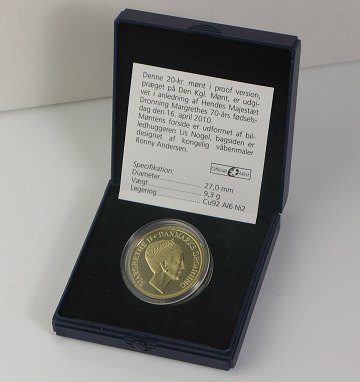 Denne 20-kr. mønt i proof version,
præget på Den Kgl. Mønt, er udgi-
vet i anledning af Hendes Majestæt
Dronning Margrethes 70-års fødsels-
dag den 16. april 2010.
Møntens forside er udformet af bil-
ledhuggeren Lis Nogel, bagsiden er
designet af kongelig våbenmaler
Ronny Andersen.
Official Mint
Specifikation:
Diameter 27,0 mm
Vægt 9,3 g
Legering Cu92 Al6 Ni2
MARGRETHE II • DANMARKS DRONNING